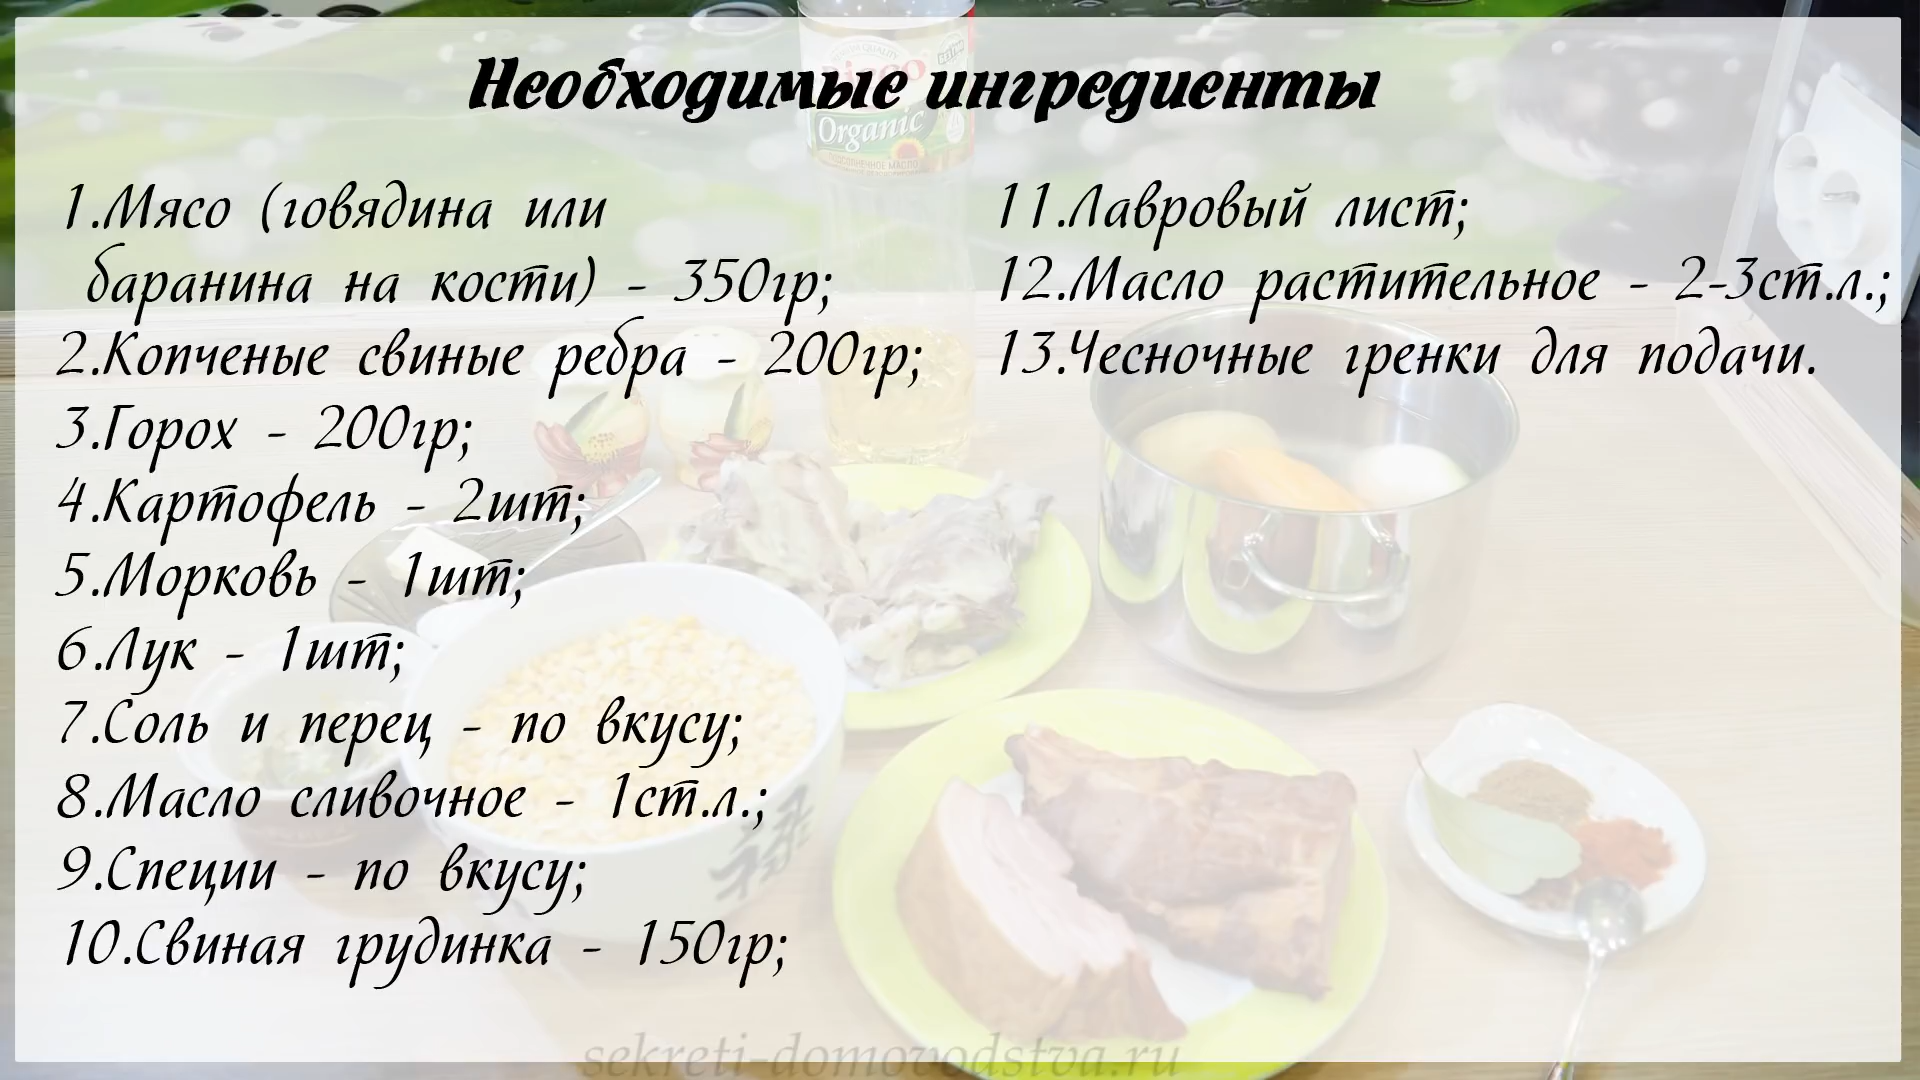 Необходимые ингредиенты
1.Мясо (говядина или
баранина на кости) - 350гр;
2.Копченые свиные ребра - 200гр;
3.Горох - 200гр;
4.Картофель - 2шт;
5.Морковь - 1шт;
6.Лук - 1шт;
7.Соль и перец - по вкусу;
8.Масло сливочное - 1ст.л.;
9.Специи - по вкусу;
10.Свиная грудинка - 150гр;
11.Лавровый лист;
12.Масло растительное - 2-3ст.л.;
13.Чесночные гренки для подачи.
Organic
sekreti-domovodstva.ru